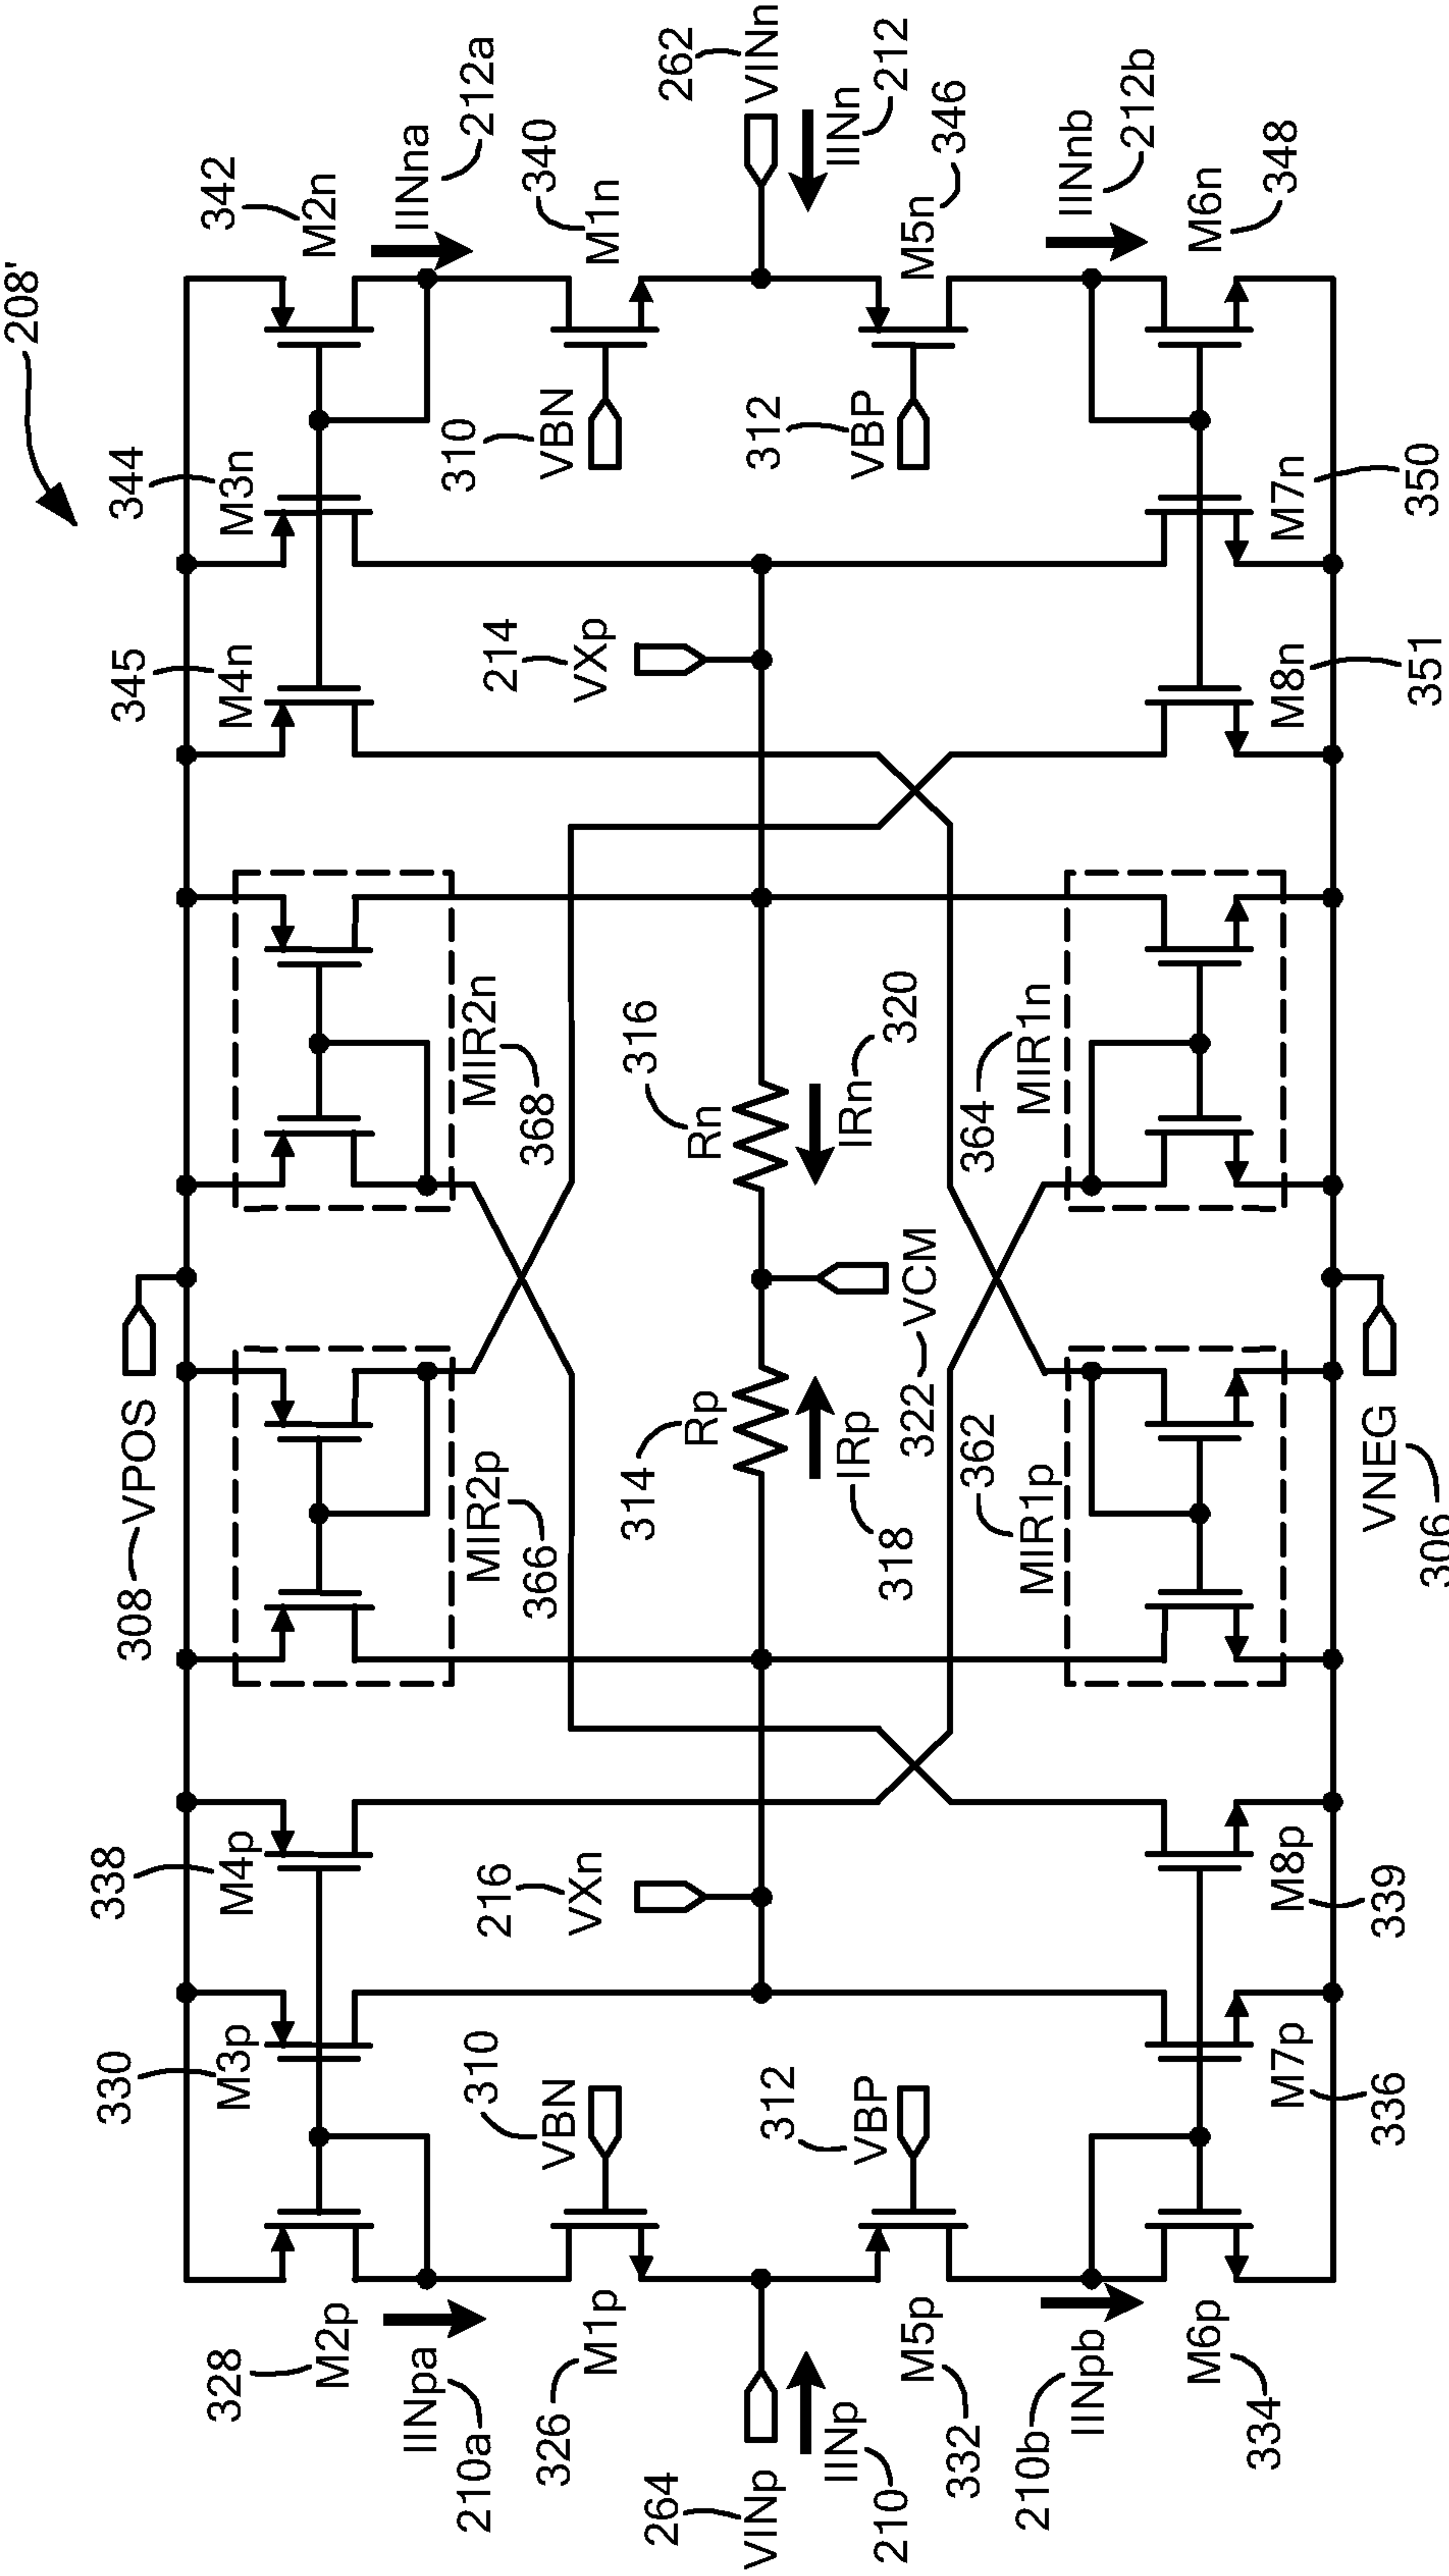 208'
308 VPOS
328 M2p
330 M3p
338 M4p
366 MIR2p
368 MIR2n
345 M4n
344 M3n
342 M2n
IINpa
210a
IINna
212a
326 M1p
310 VBN
216 VXn
214 VXp
310 VBN
340 M1n
264 VINp
IINp
210
314 Rp
316 Rn
IRp
318
322 VCM
IRn
320
262 VINn
IINn
212
332 M5p
312 VBP
312 VBP
M5n
346
210b
IINpb
IINnb
212b
334 M6p
M7p
336
M8p
339
362 MIR1p
364 MIR1n
M8n
351
M7n
350
M6n
348
VNEG
306